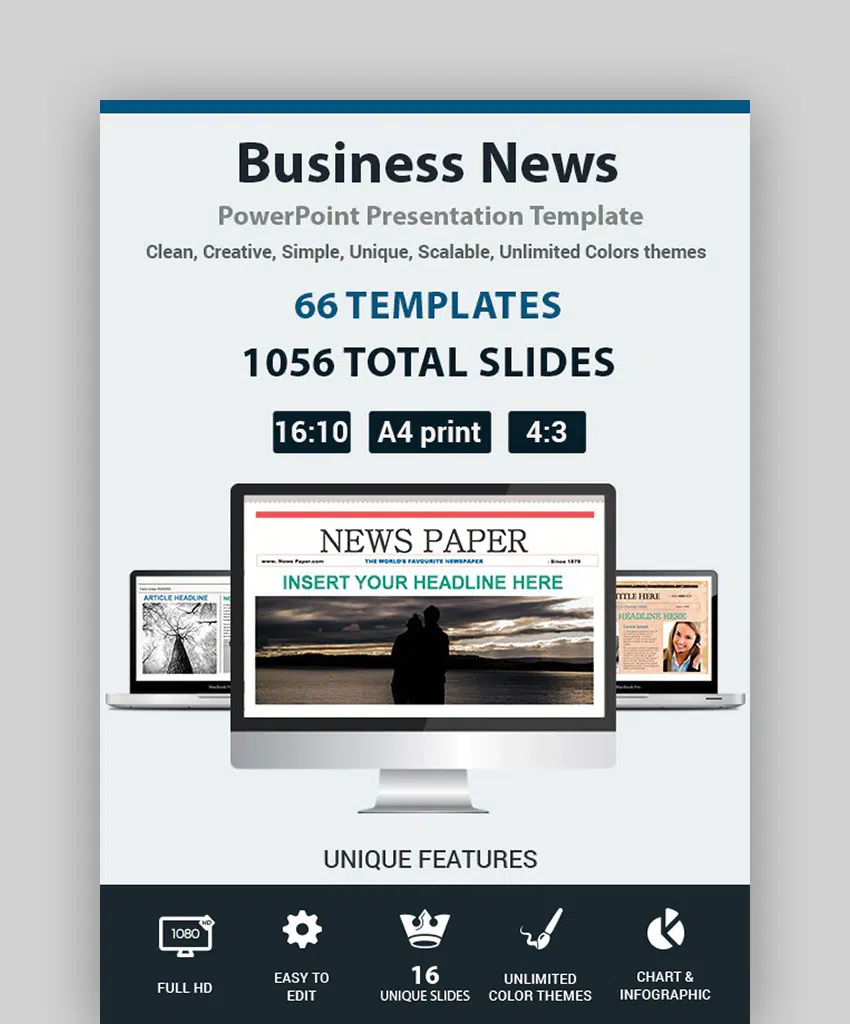 Business News
PowerPoint Presentation Template
Clean, Creative, Simple, Unique, Scalable, Unlimited Colors themes
66 TEMPLATES
1056 TOTAL SLIDES
16:10 A4 print 4:3
NEWS PAPER
www. News Paper.com THE WORLD'S FAVOURITE NEWSPAPER - Since 1879
INSERT YOUR HEADLINE HERE
ARTICLE HEADLINE
TITLE HERE
HEADLINE HERE
MacBook Pro
UNIQUE FEATURES
1080 HD
FULL HD
EASY TO
EDIT
16
UNIQUE SLIDES
UNLIMITED
COLOR THEMES
CHART &
INFOGRAPHIC